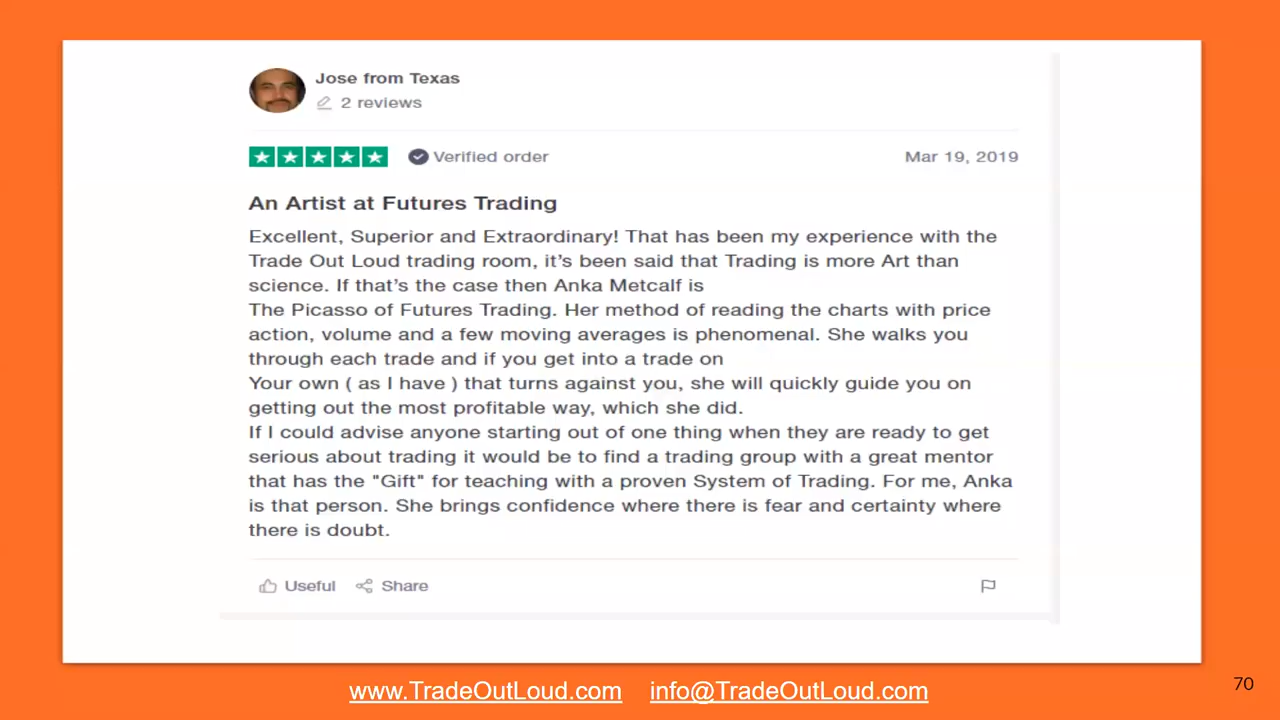 Jose from Texas
2 reviews
Verified order
Mar 19, 2019
An Artist at Futures Trading
Excellent, Superior and Extraordinary! That has been my experience with the
Trade Out Loud trading room, it's been said that Trading is more Art than
science. If that's the case then Anka Metcalf is
The Picasso of Futures Trading. Her method of reading the charts with price
action, volume and a few moving averages is phenomenal. She walks you
through each trade and if you get into a trade on
Your own ( as I have ) that turns against you, she will quickly guide you on
getting out the most profitable way, which she did.
If I could advise anyone starting out of one thing when they are ready to get
serious about trading it would be to find a trading group with a great mentor
that has the "Gift" for teaching with a proven System of Trading. For me, Anka
is that person. She brings confidence where there is fear and certainty where
there is doubt.
Useful Share
www.TradeOutLoud.com info@TradeOutLoud.com
70